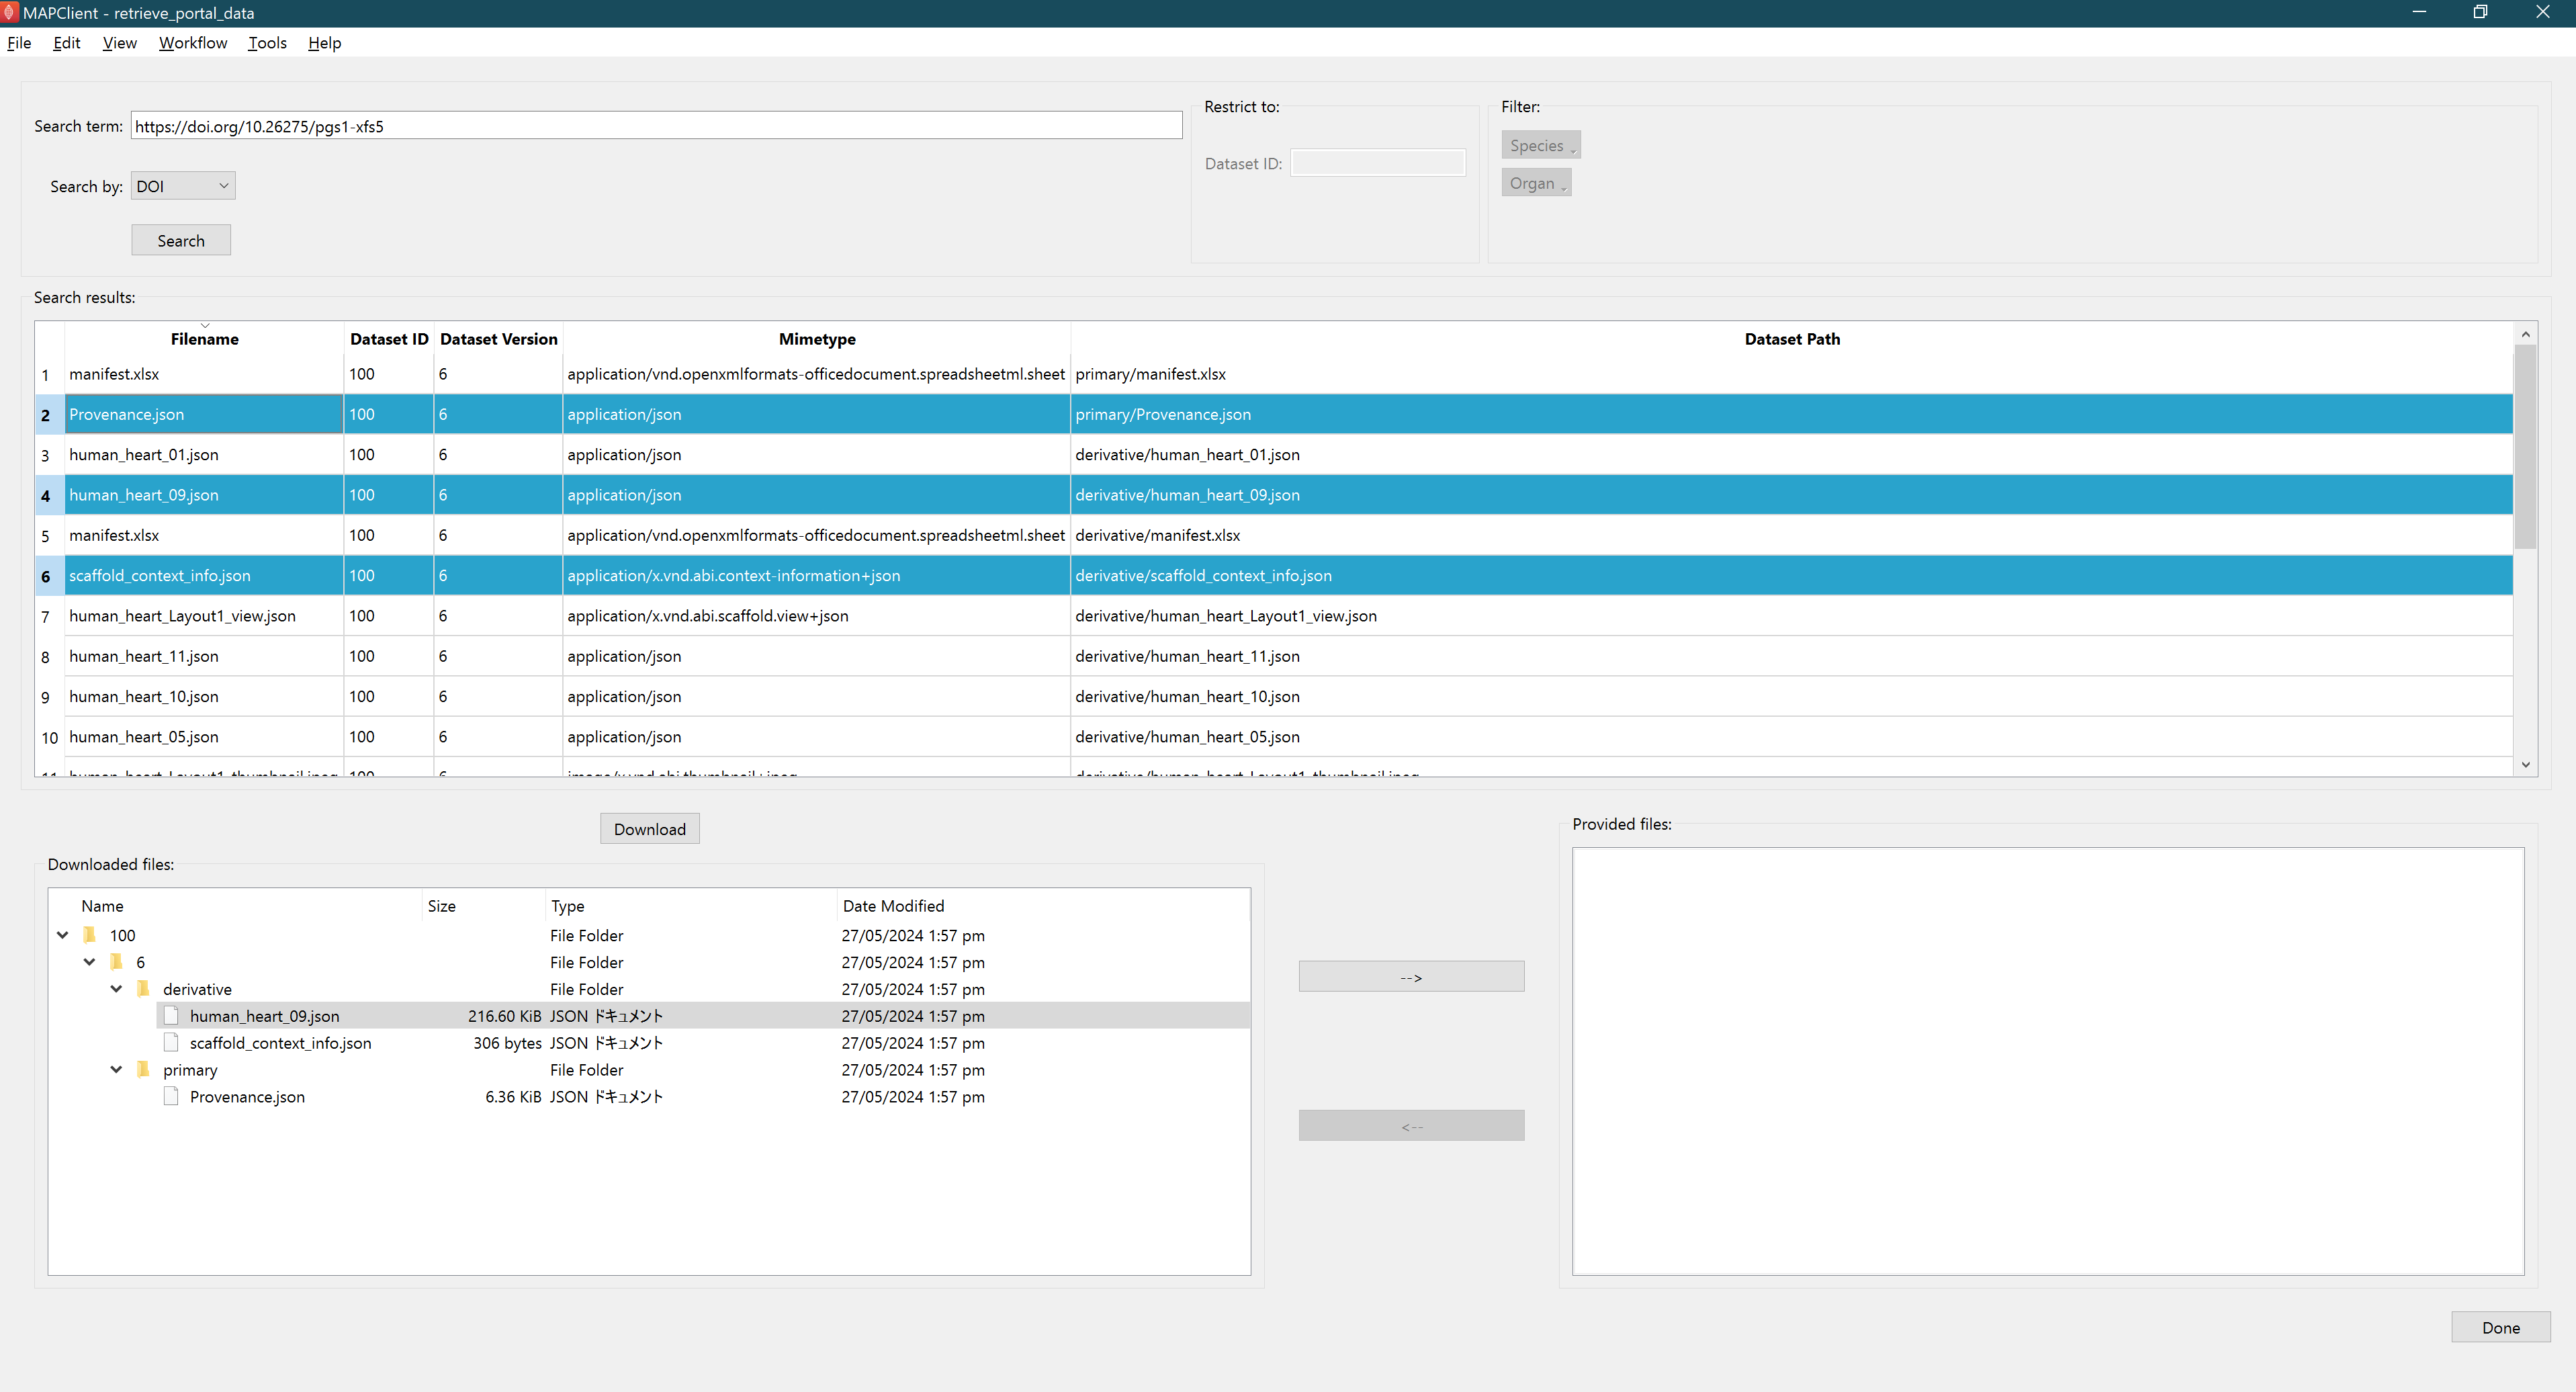 MAPClient - retrieve_portal_data
File Edit View Workflow Tools Help
Search term: https://doi.org/10.26275/pgs1-xfs5
Search by: DOI
Search
Restrict to:
Dataset ID:
Filter:
Species
Organ
Search results:
Filename Dataset ID Dataset Version Mimetype Dataset Path
1 manifest.xlsx 100 6 application/vnd.openxmlformats-officedocument.spreadsheetml.sheet primary/manifest.xlsx
2 Provenance.json 100 6 application/json primary/Provenance.json
3 human_heart_01.json 100 6 application/json derivative/human_heart_01.json
4 human_heart_09.json 100 6 application/json derivative/human_heart_09.json
5 manifest.xlsx 100 6 application/vnd.openxmlformats-officedocument.spreadsheetml.sheet derivative/manifest.xlsx
6 scaffold_context_info.json 100 6 application/x.vnd.abi.context-information+json derivative/scaffold_context_info.json
7 human_heart_Layout1_view.json 100 6 application/x.vnd.abi.scaffold.view+json derivative/human_heart_Layout1_view.json
8 human_heart_11.json 100 6 application/json derivative/human_heart_11.json
9 human_heart_10.json 100 6 application/json derivative/human_heart_10.json
10 human_heart_05.json 100 6 application/json derivative/human_heart_05.json
11 human_heart_Layout1_thumbnail.jpeg 100 6 image/x.vnd.abi.thumbnail+jpeg derivative/human_heart_Layout1_thumbnail.jpeg
Download
Downloaded files:
Name Size Type Date Modified
100 File Folder 27/05/2024 1:57 pm
6 File Folder 27/05/2024 1:57 pm
derivative File Folder 27/05/2024 1:57 pm
human_heart_09.json 216.60 KiB JSON ドキュメント 27/05/2024 1:57 pm
scaffold_context_info.json 306 bytes JSON ドキュメント 27/05/2024 1:57 pm
primary File Folder 27/05/2024 1:57 pm
Provenance.json 6.36 KiB JSON ドキュメント 27/05/2024 1:57 pm
-->
<--
Provided files:
Done